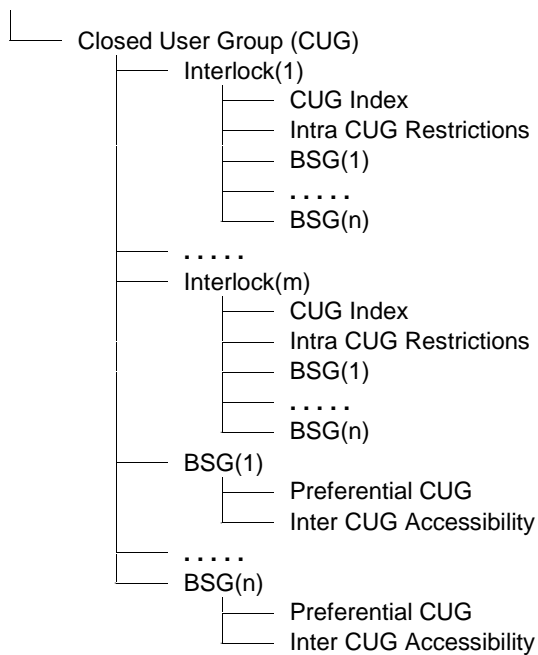 Closed User Group (CUG)
Interlock(1)
CUG Index
Intra CUG Restrictions
BSG(1)
. . . . .
BSG(n)
. . . . .
Interlock(m)
CUG Index
Intra CUG Restrictions
BSG(1)
. . . . .
BSG(n)
BSG(1)
Preferential CUG
Inter CUG Accessibility
. . . . .
BSG(n)
Preferential CUG
Inter CUG Accessibility